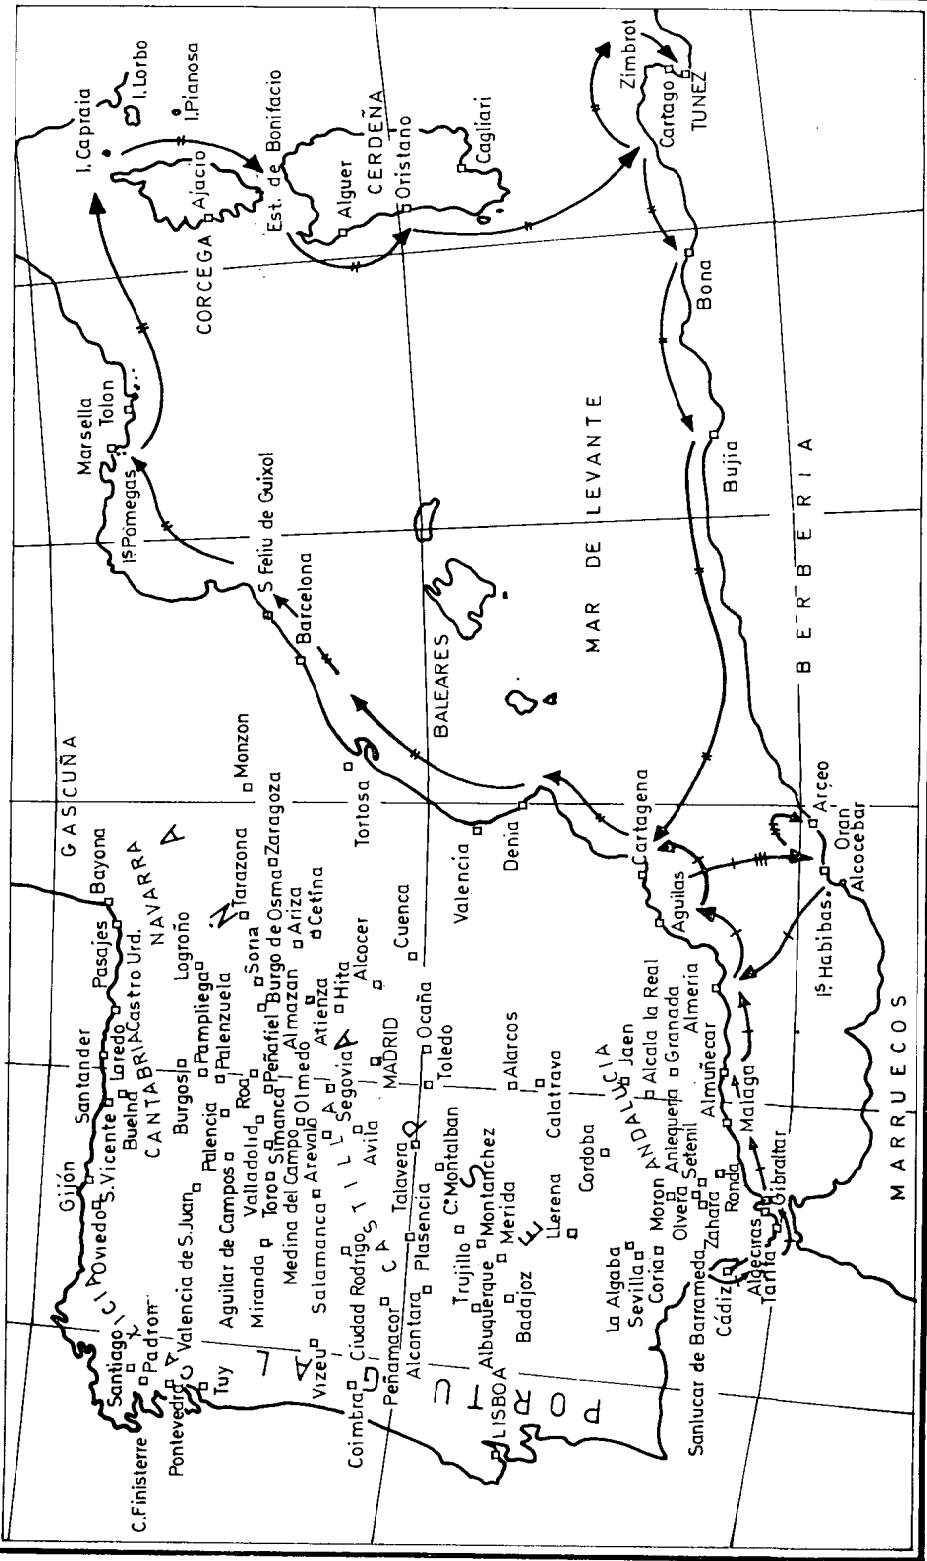 GASCUÑA
Gijón
Santander
Pasajes
Bayona
Oviedo
S. Vicente
Laredo
Castro Urd.
Buelna
CANTABRIA
NAVARRA
Santiago
GALICIA
C. Finisterre
Padron
Pontevedra
Tuy
Valencia de S. Juan
Burgos
Logroño
Pampliega
Palencia
Palenzuela
Tarazona
Monzon
Aguilar de Campos
Roa
Soria
Valladolid
Simanca
Peñafiel
Burgo de Osma
Zaragoza
Miranda
Toro
Almazan
Ariza
Medina del Campo
Olmedo
Cetina
Arevalo
Atienza
Salamanca
Segovia
Hita
Vizeu
Ciudad Rodrigo
Avila
Alcocer
Tortosa
Coimbra
CASTILLA
MADRID
Cuenca
Peñamacor
Talavera
Ocaña
Alcantara
Plasencia
Toledo
Cº Montalban
Valencia
Trujillo
Albuquerque
Montanchez
Alarcos
LISBOA
Merida
Denia
Badajoz
Calatrava
PORTUGAL
Llerena
Cordoba
ANDALUCIA
Jaen
La Algaba
Sevilla
Coria
Moron
Alcala la Real
Cartagena
Antequera
Granada
Aguilas
Olvera
Setenil
Almeria
Sanlucar de Barrameda
Zahara
Almuñecar
Cádiz
Ronda
Malaga
Algeciras
Tarifa
Gibraltar
S Feliu de Guixol
Barcelona
BALEARES
MAR DE LEVANTE
Marsella
Tolon
Iˢ Pomegas
I. Capraia
I. Lorbo
I. Pianosa
CORCEGA
Ajacio
Est. de Bonifacio
Alguer
CERDEÑA
Oristano
Cagliari
Zimbrot
Cartago
TUNEZ
Bona
Bujia
BERBERIA
Arçeo
Oran
Alcocebar
Iˢ Habibas
MARRUECOS